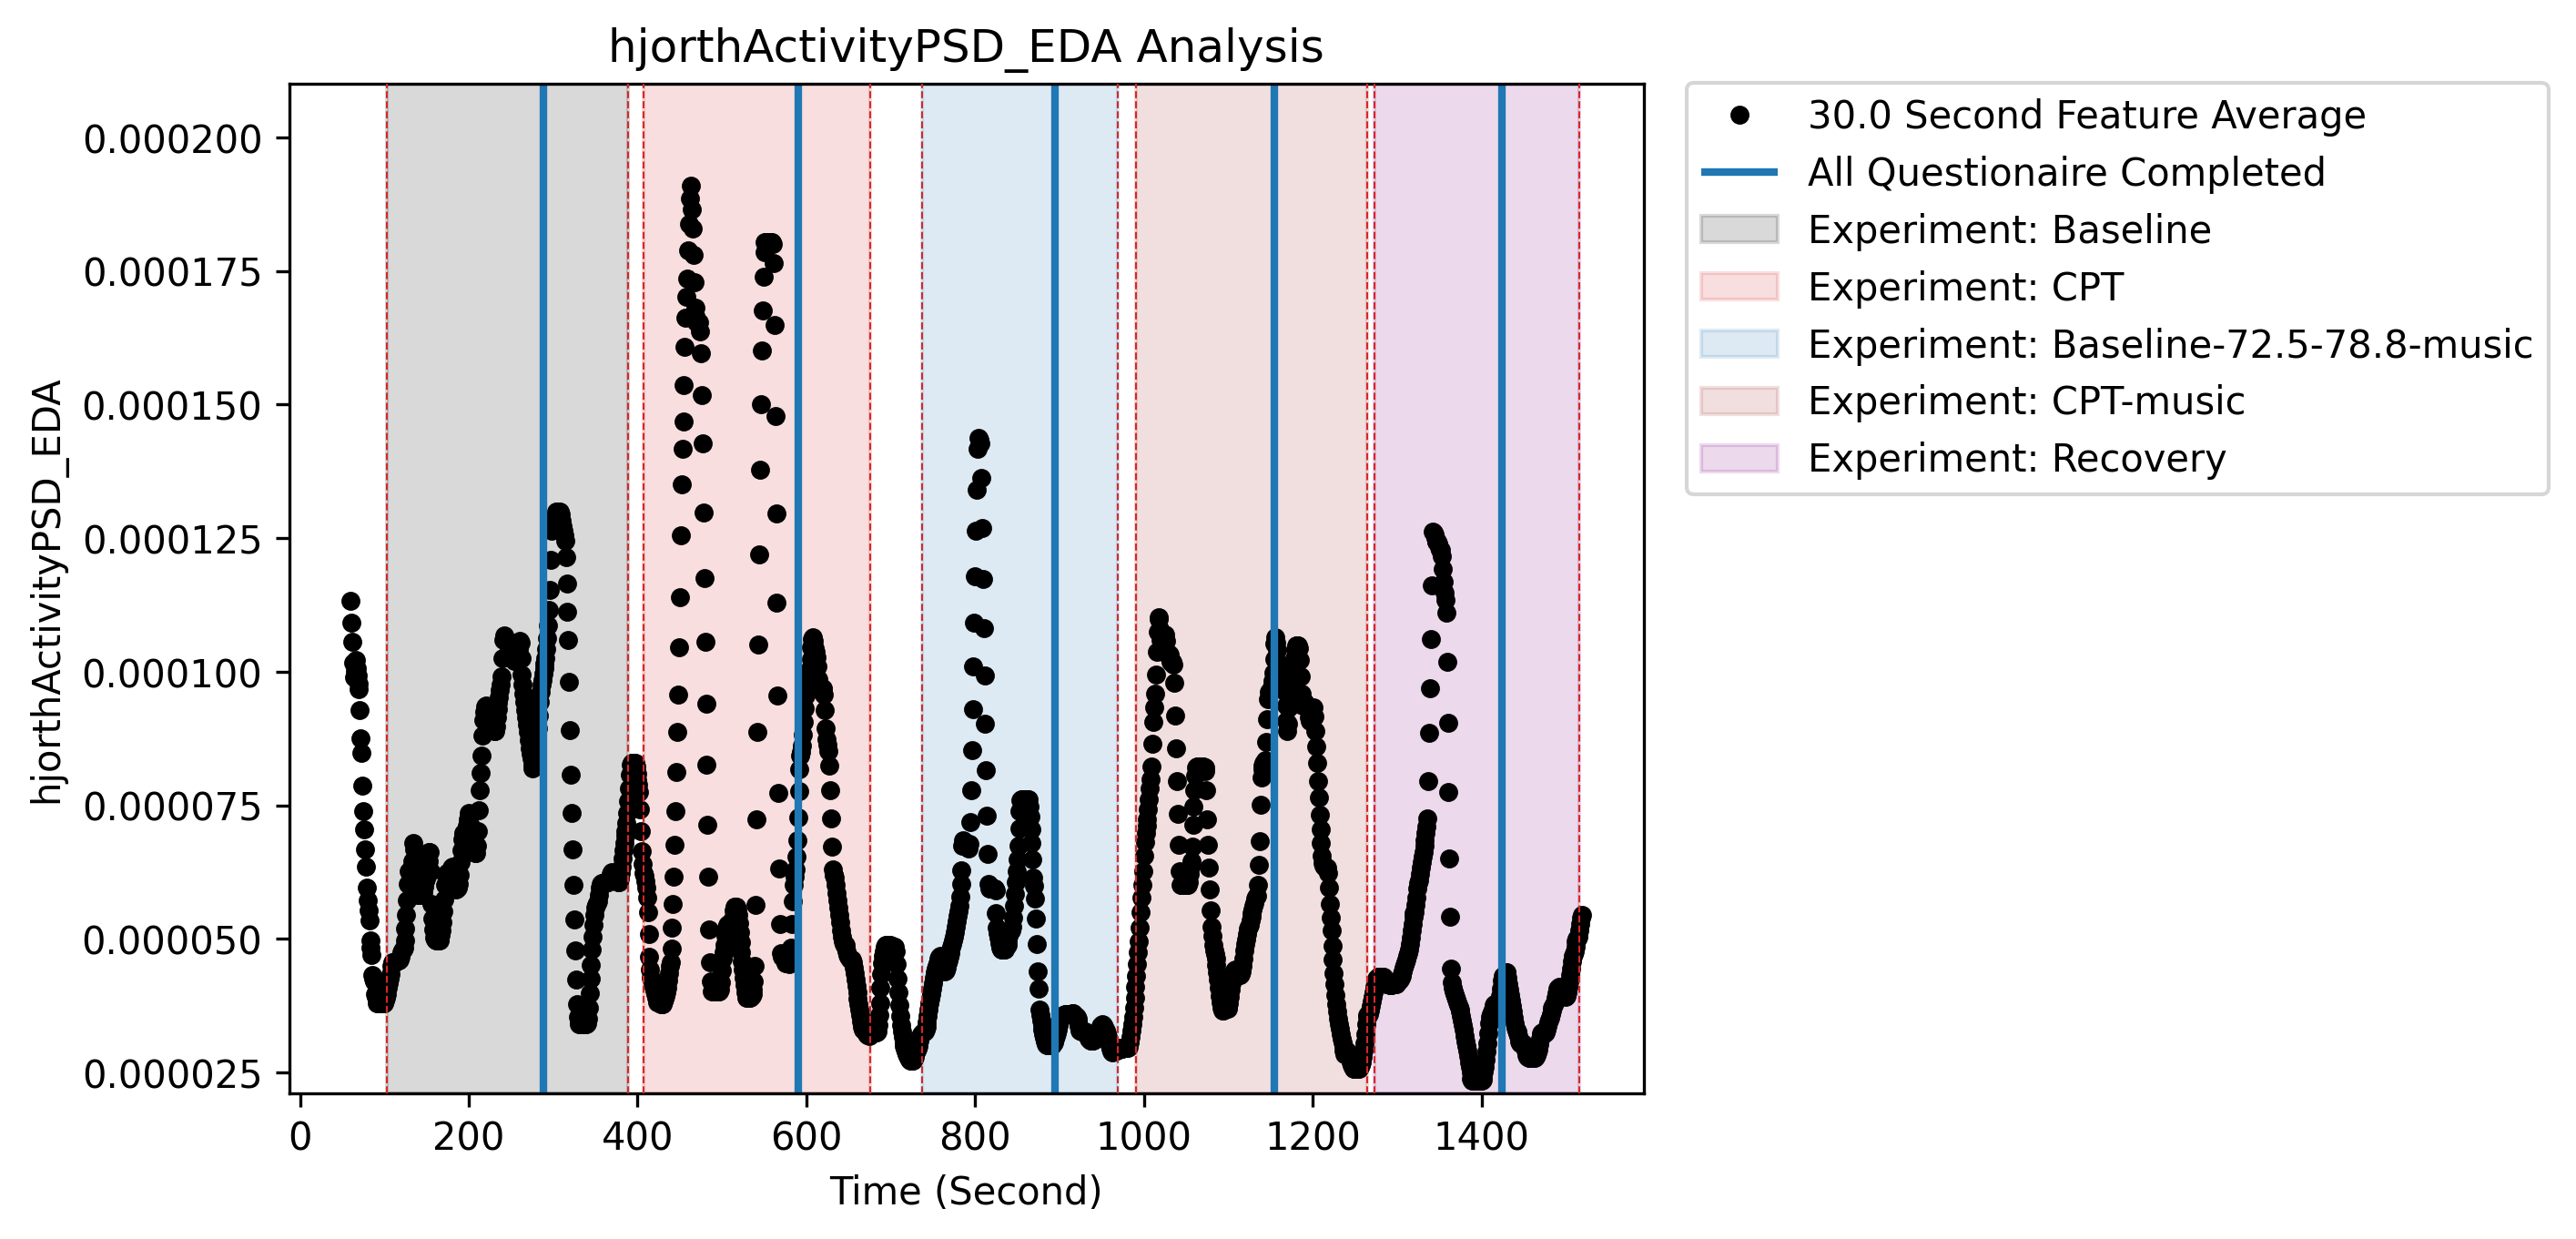 hjorthActivityPSD_EDA Analysis
0.000200
0.000175
0.000150
0.000125
0.000100
0.000075
0.000050
0.000025
hjorthActivityPSD_EDA
0
200
400
600
800
1000
1200
1400
Time (Second)
30.0 Second Feature Average
All Questionaire Completed
Experiment: Baseline
Experiment: CPT
Experiment: Baseline-72.5-78.8-music
Experiment: CPT-music
Experiment: Recovery